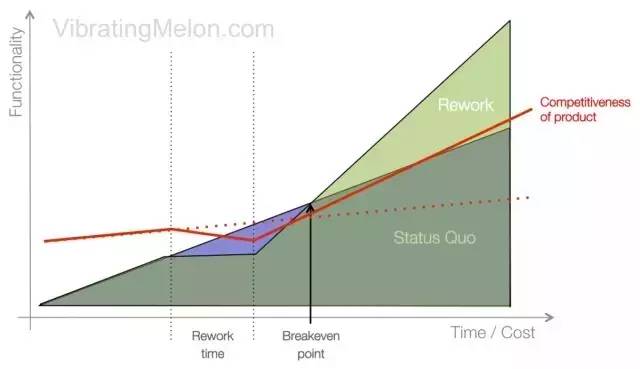 VibratingMelon.com
Functionality
Rework
Competitiveness
of product
Status Quo
Rework
time
Breakeven
point
Time / Cost